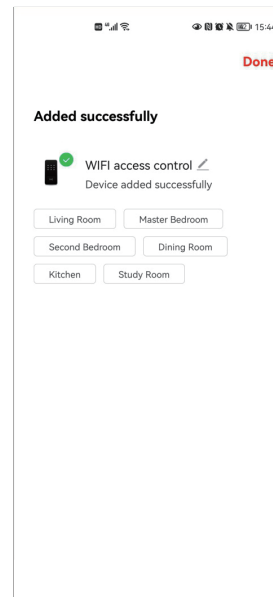 15:44
Done
Added successfully
WIFI access control
Device added successfully
Living Room Master Bedroom
Second Bedroom Dining Room
Kitchen Study Room